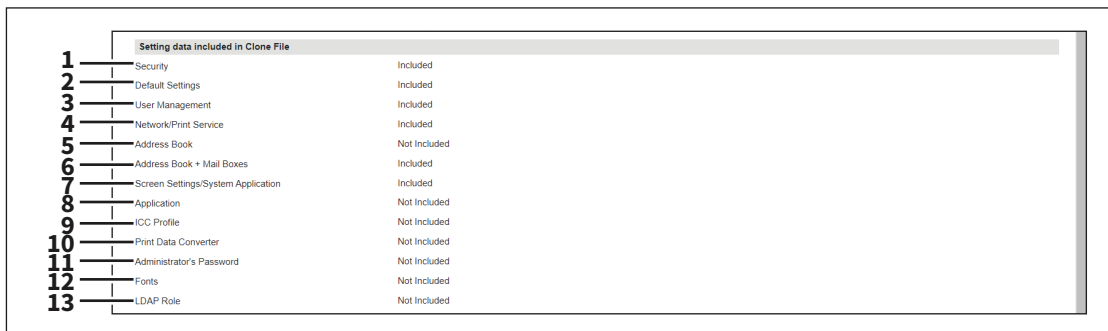 Setting data included in Clone File
1 Security Included
2 Default Settings Included
3 User Management Included
4 Network/Print Service Included
5 Address Book Not Included
6 Address Book + Mail Boxes Included
7 Screen Settings/System Application Included
8 Application Not Included
9 ICC Profile Not Included
10 Print Data Converter Not Included
11 Administrator's Password Not Included
12 Fonts Not Included
13 LDAP Role Not Included